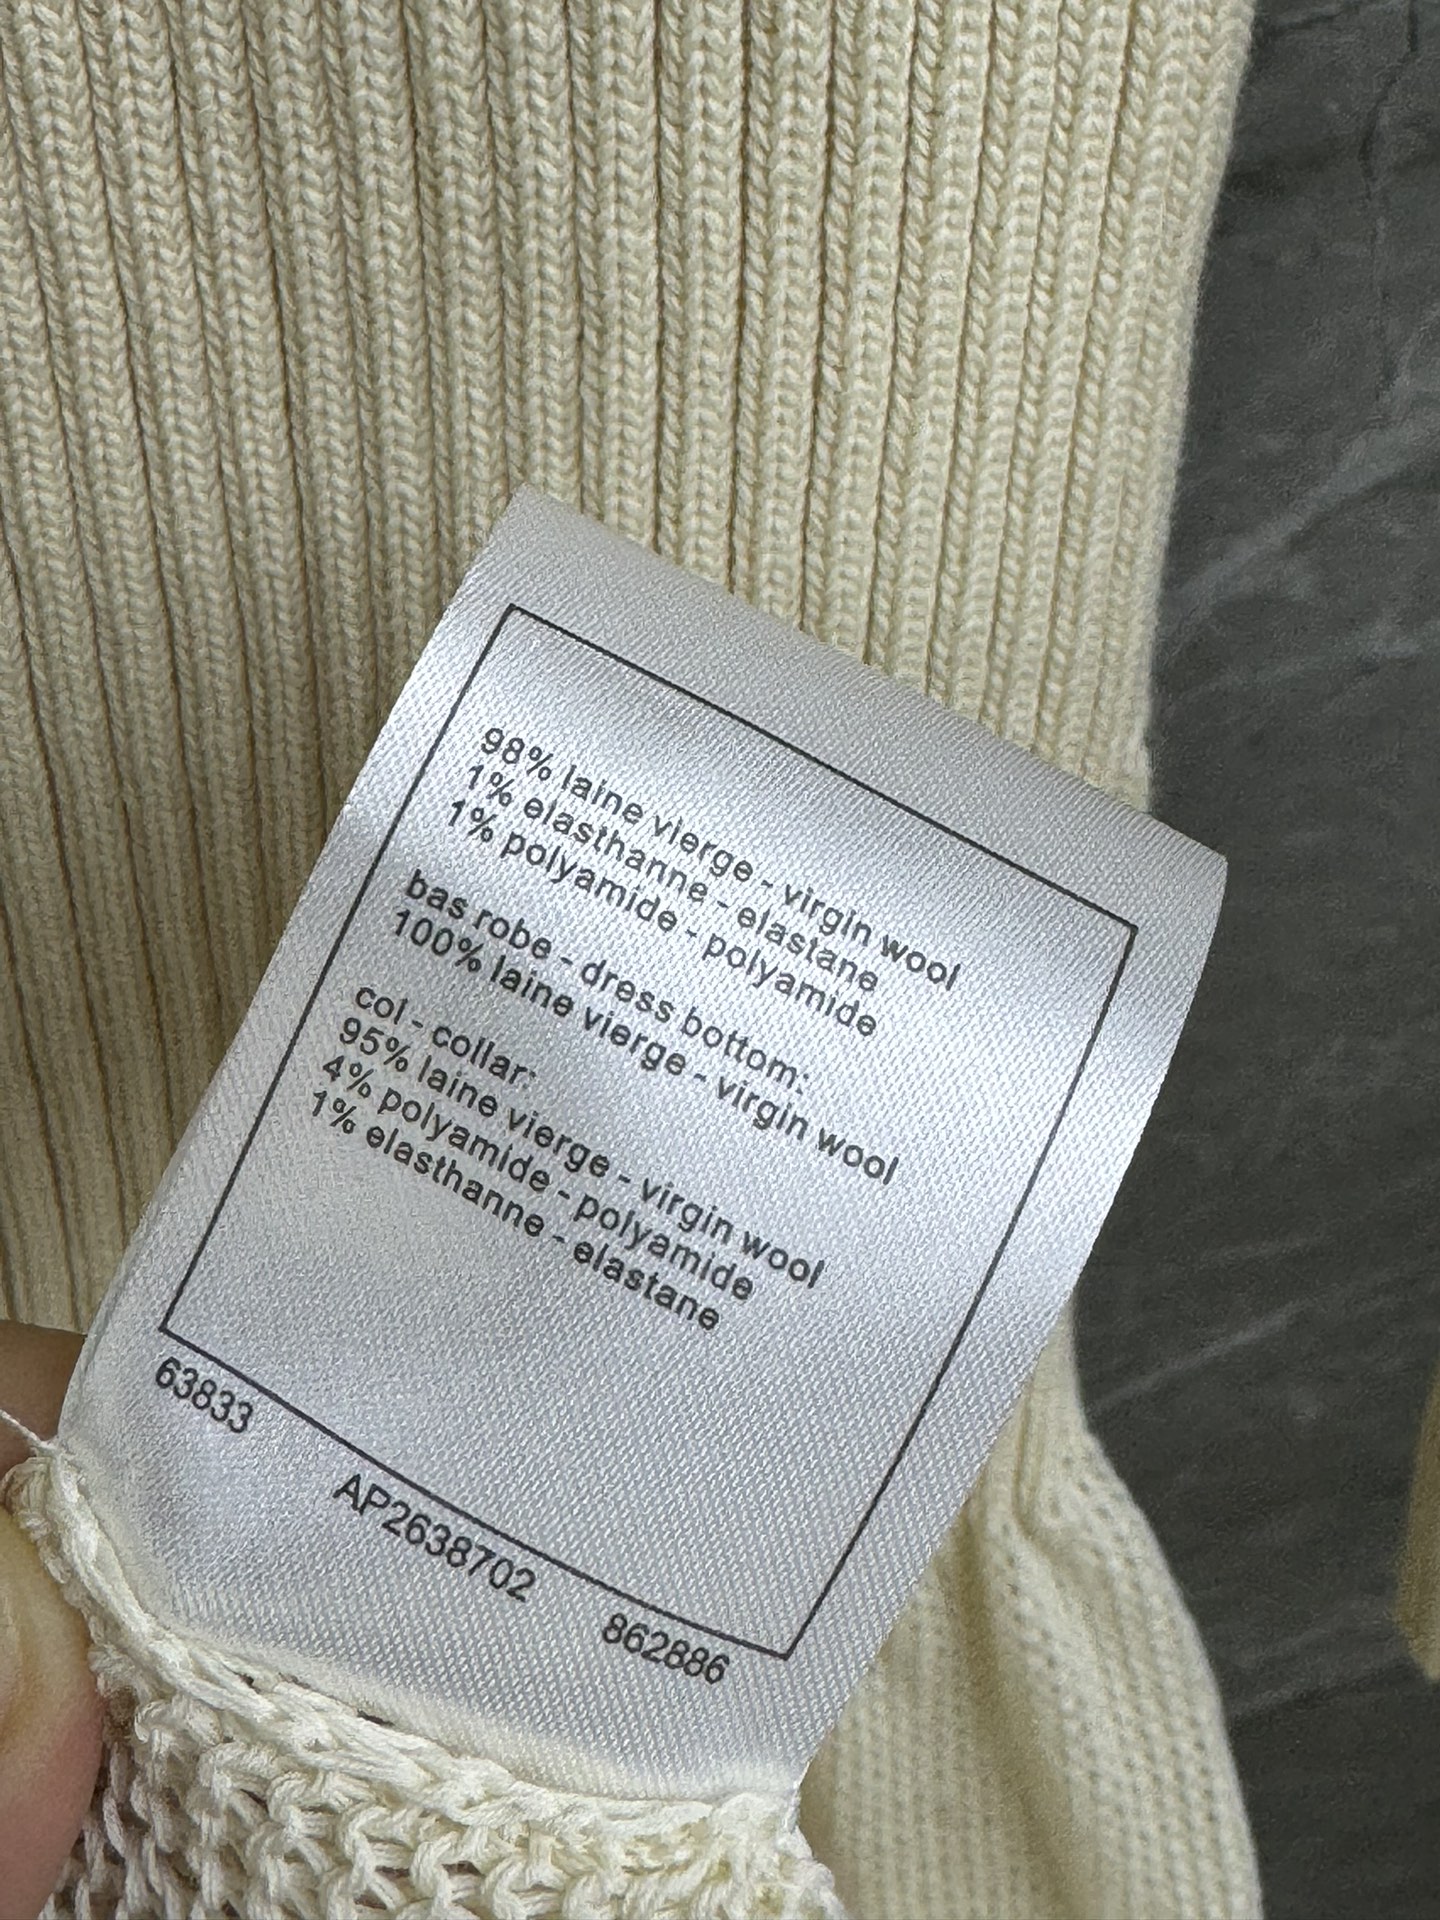 98% laine vierge - virgin wool
1% elasthanne - elastane
1% polyamide - polyamide
bas robe - dress bottom:
100% laine vierge - virgin wool
col - collar:
95% laine vierge - virgin wool
4% polyamide - polyamide
1% elasthanne - elastane
63833
AP2638702
862886